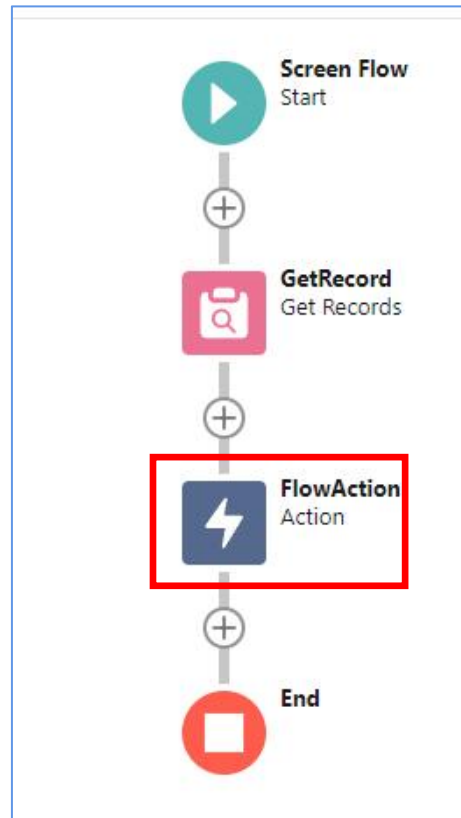 Screen Flow
Start
GetRecord
Get Records
FlowAction
Action
End